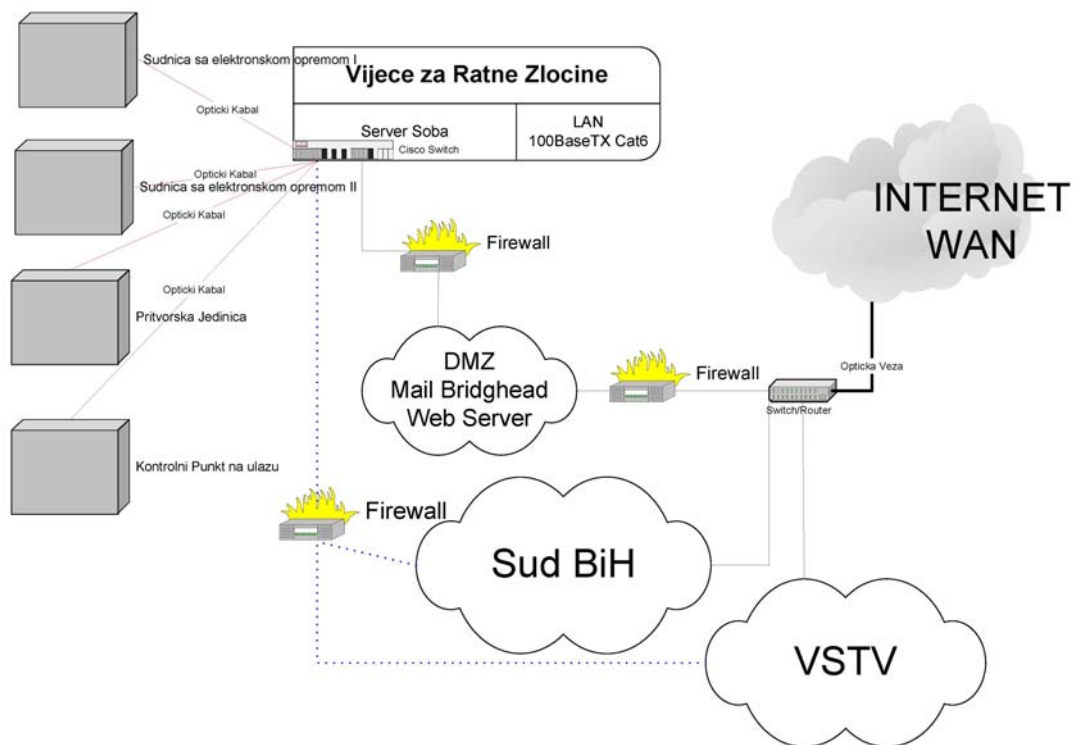 Sudnica sa elektronskom opremom I
Opticki Kabal
Vijece za Ratne Zlocine
Server Soba
Cisco Switch
LAN
100BaseTX Cat6
Opticki Kabal
Sudnica sa elektronskom opremom II
Opticki Kabal
Firewall
INTERNET
WAN
Opticki Kabal
Pritvorska Jedinica
DMZ
Mail Bridghead
Web Server
Firewall
Opticka Veza
Switch/Router
Kontrolni Punkt na ulazu
Firewall
Sud BiH
VSTV